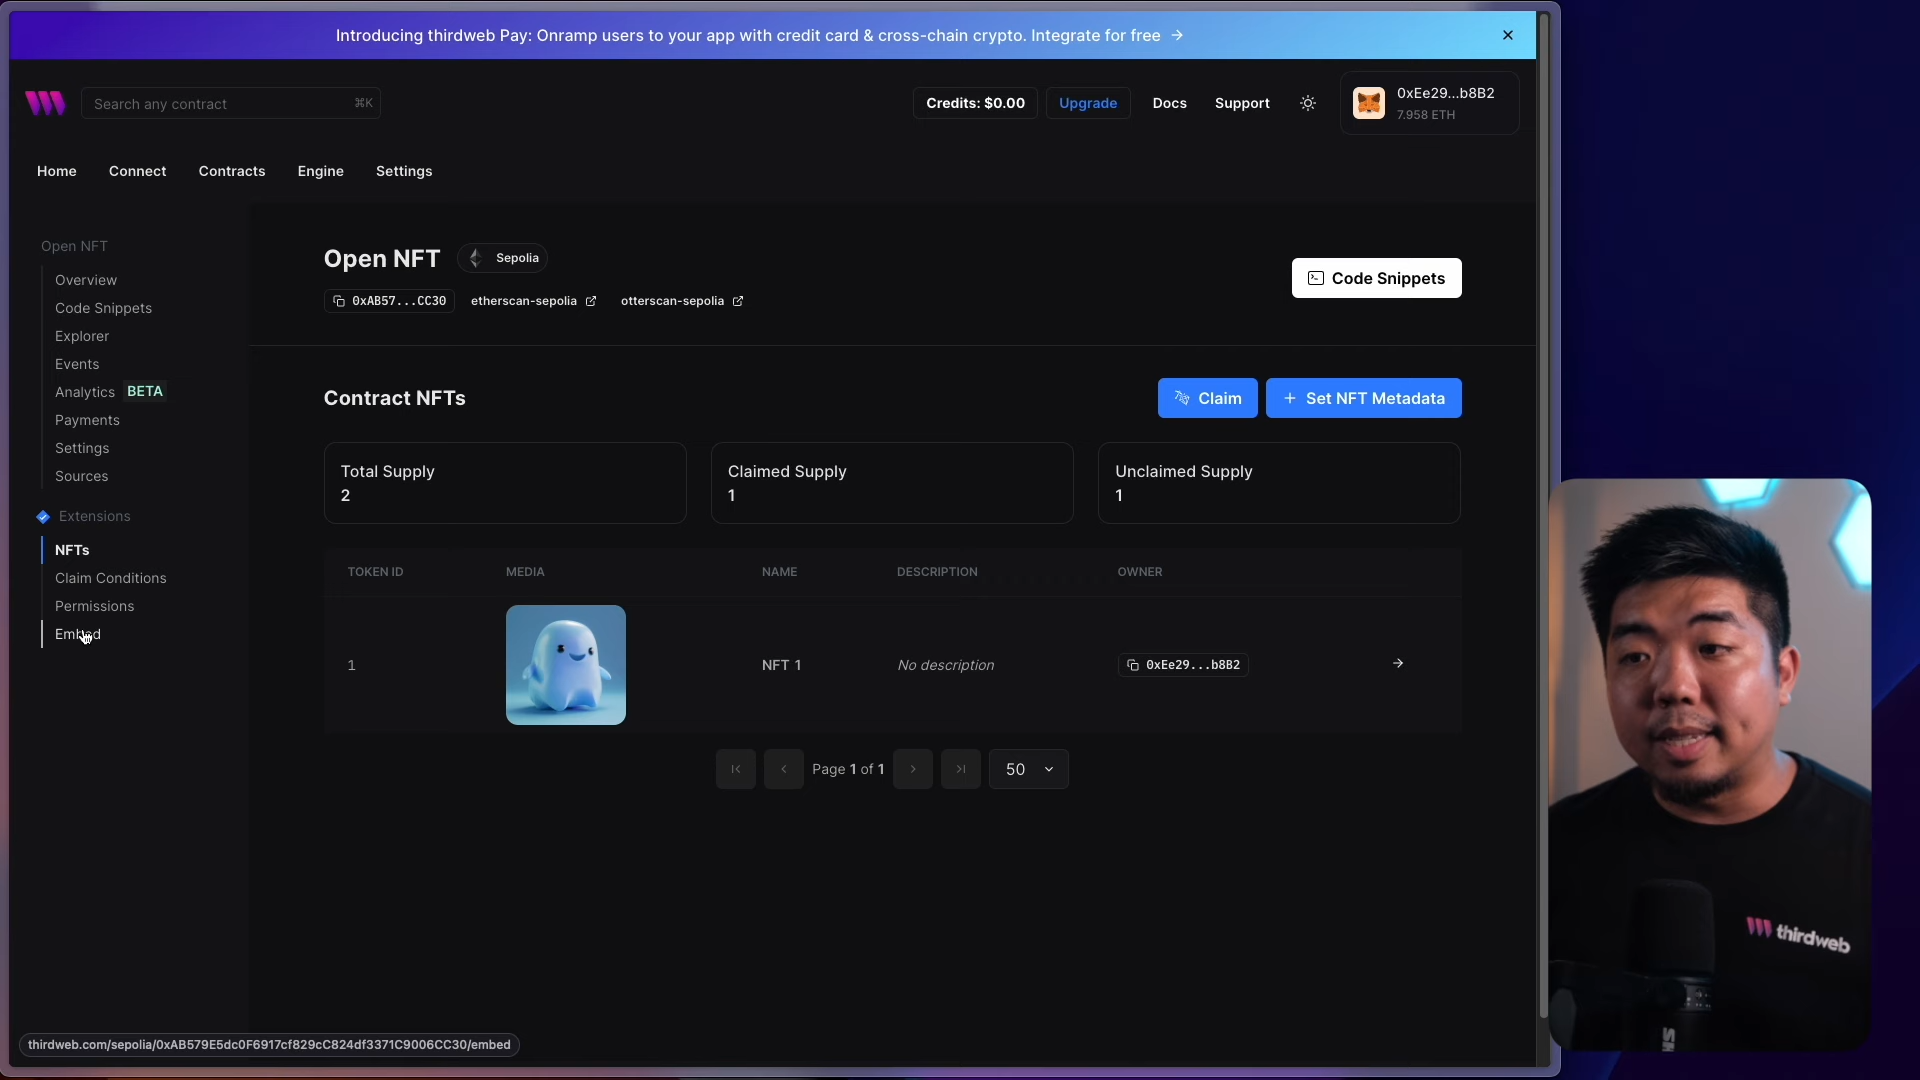 Introducing thirdweb Pay: Onramp users to your app with credit card & cross-chain crypto. Integrate for free →
Search any contract ⌘K
Credits: $0.00
Upgrade
Docs
Support
0xEe29...b8B2
7.958 ETH
Home
Connect
Contracts
Engine
Settings
Open NFT
Overview
Code Snippets
Explorer
Events
Analytics BETA
Payments
Settings
Sources
Extensions
NFTs
Claim Conditions
Permissions
Embed
Open NFT
Sepolia
0xAB57...CC30
etherscan-sepolia
otterscan-sepolia
Code Snippets
Contract NFTs
Claim
+ Set NFT Metadata
Total Supply
2
Claimed Supply
1
Unclaimed Supply
1
TOKEN ID MEDIA NAME DESCRIPTION OWNER
1 NFT 1 No description 0xEe29...b8B2
Page 1 of 1
50
thirdweb.com/sepolia/0xAB579E5dc0F6917cf829cC824df3371C9006CC30/embed
thirdweb